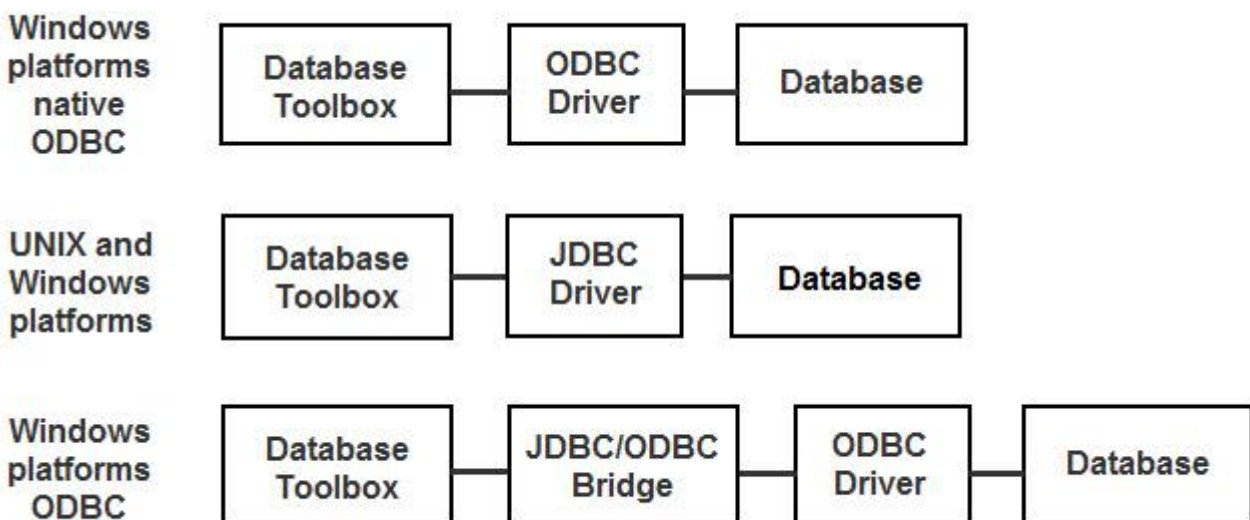 Windows
platforms
native
ODBC
Database
Toolbox
ODBC
Driver
Database
UNIX and
Windows
platforms
Database
Toolbox
JDBC
Driver
Database
Windows
platforms
ODBC
Database
Toolbox
JDBC/ODBC
Bridge
ODBC
Driver
Database